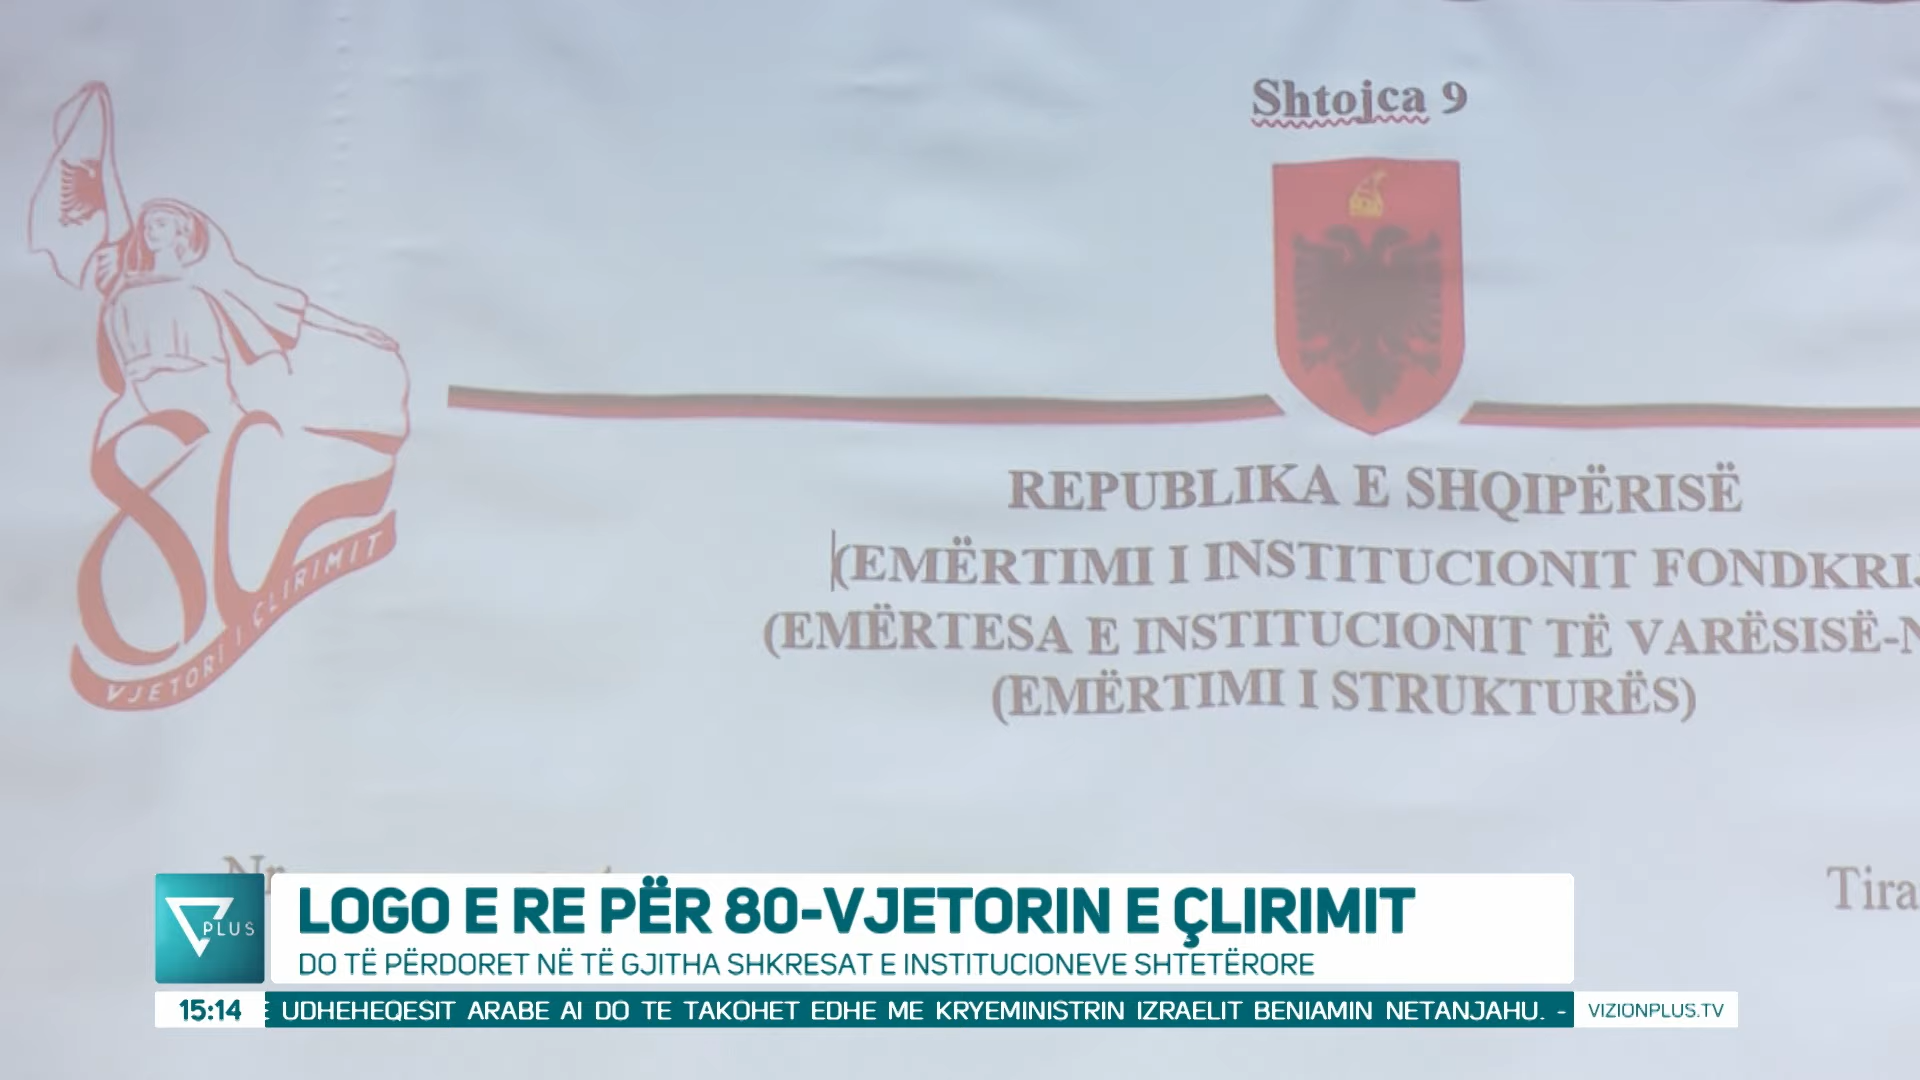 Shtojca 9
REPUBLIKA E SHQIPËRISË
(EMËRTIMI I INSTITUCIONIT
(EMËRTESA E INSTITUCIONIT TË VARËSISË-
(EMËRTIMI I STRUKTURËS)
80
VJETORI I ÇLIRIMIT
Nr
PLUS
LOGO E RE PËR 80-VJETORIN E ÇLIRIMIT
DO TË PËRDORET NË TË GJITHA SHKRESAT E INSTITUCIONEVE SHTETËRORE
15:14
UDHEHEQESIT ARABE AI DO TE TAKOHET EDHE ME KRYEMINISTRIN IZRAELIT BENIAMIN NETANJAHU. -
VIZIONPLUS.TV